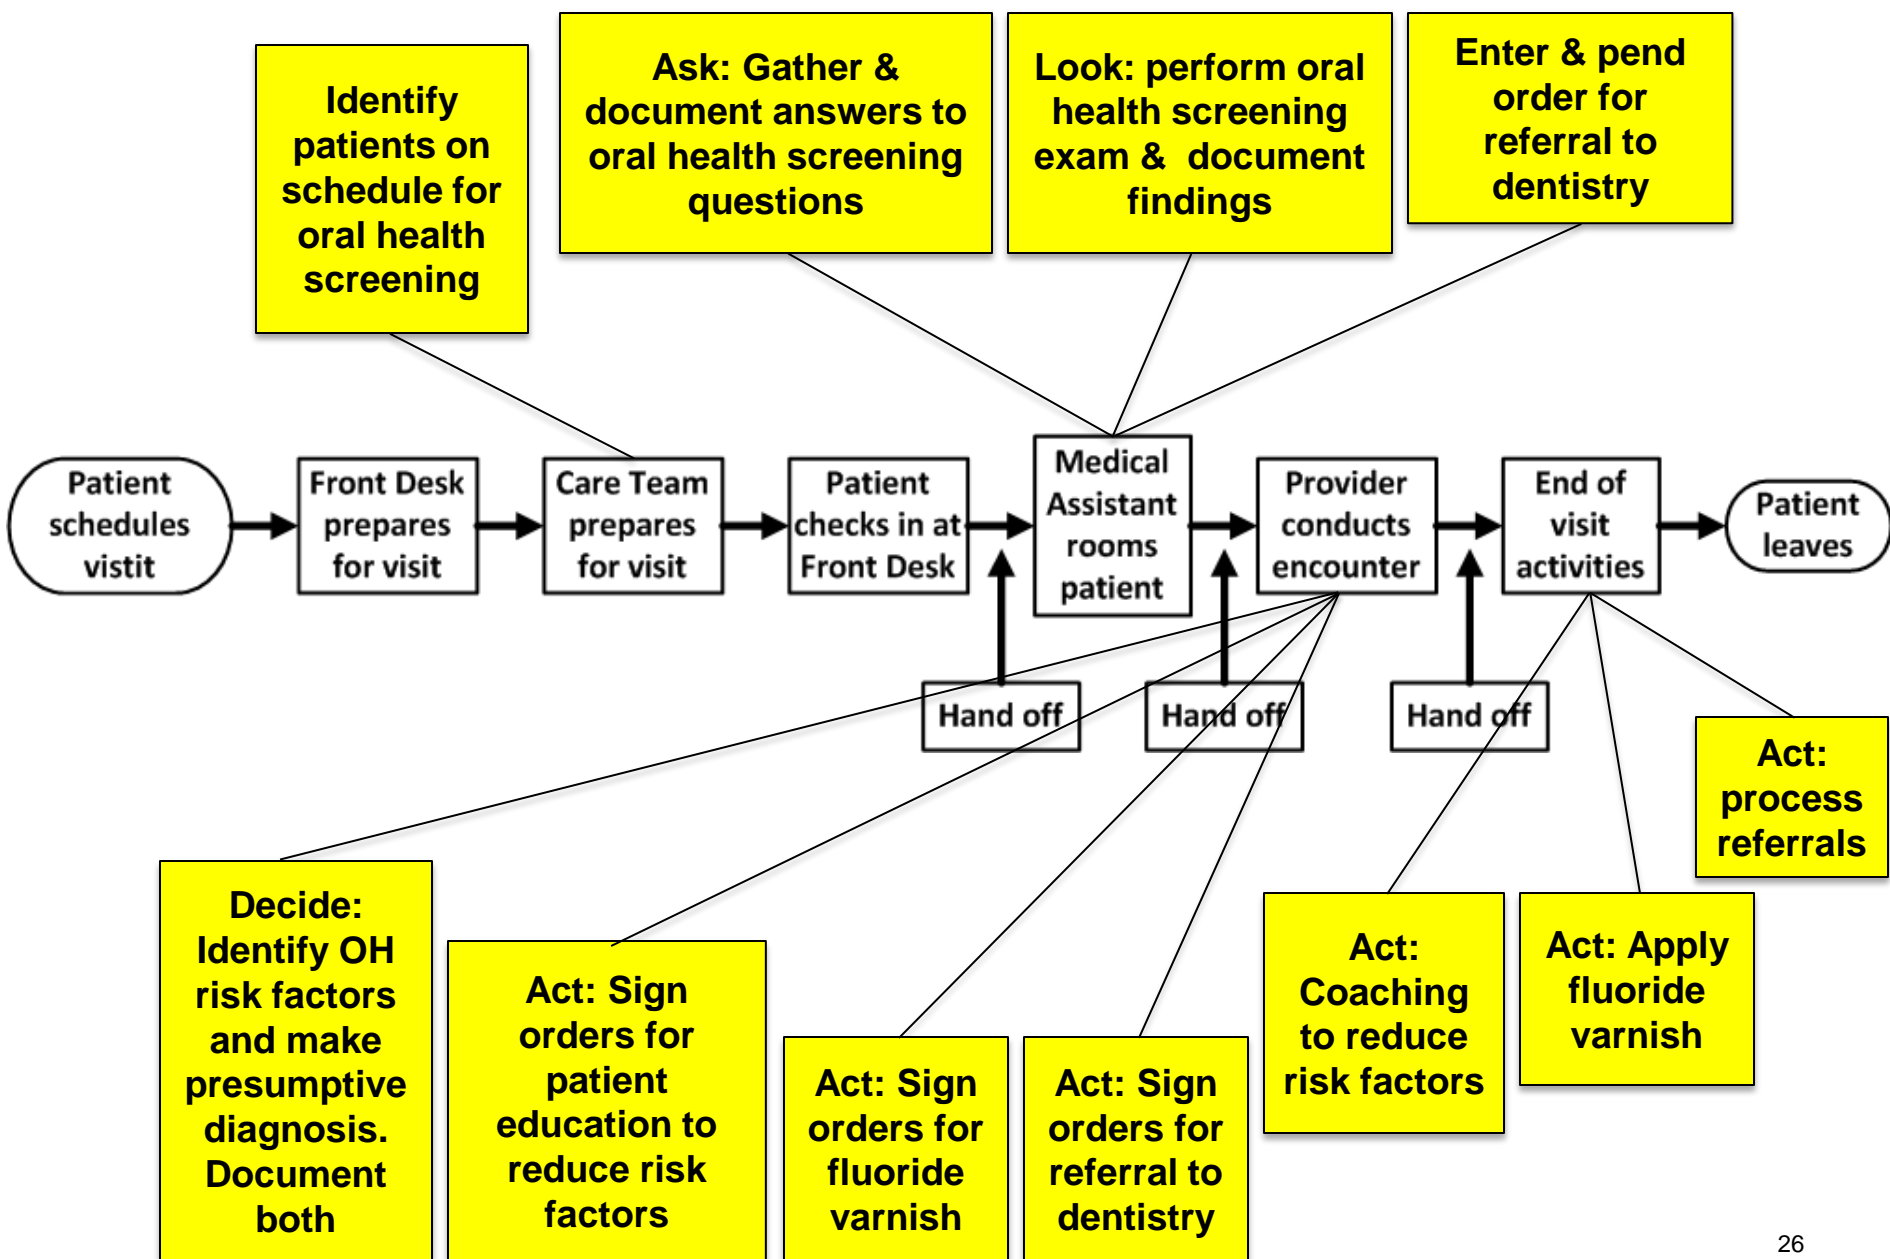 Identify
patients on
schedule for
oral health
screening
Ask: Gather &
document answers to
oral health screening
questions
Look: perform oral
health screening
exam &  document
findings
Enter & pend
order for
referral to
dentistry
Patient
schedules
vistit
Front Desk
prepares
for visit
Care Team
prepares
for visit
Patient
checks in at
Front Desk
Medical
Assistant
rooms
patient
Provider
conducts
encounter
End of
visit
activities
Patient
leaves
Hand off
Hand off
Hand off
Decide:
Identify OH
risk factors
and make
presumptive
diagnosis.
Document
both
Act: Sign
orders for
patient
education to
reduce risk
factors
Act: Sign
orders for
fluoride
varnish
Act: Sign
orders for
referral to
dentistry
Act:
Coaching
to reduce
risk factors
Act: Apply
fluoride
varnish
Act:
process
referrals
26